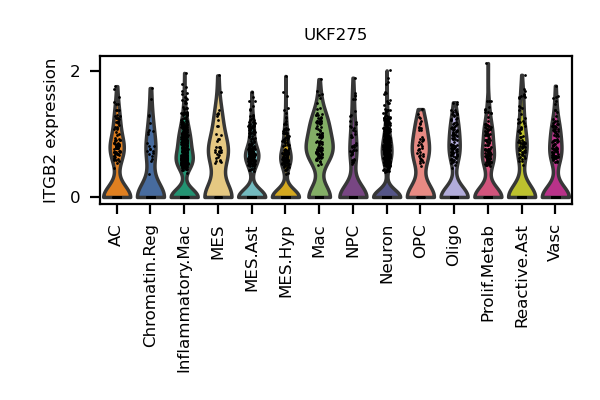 UKF275
ITGB2 expression
2
0
AC
Chromatin.Reg
Inflammatory.Mac
MES
MES.Ast
MES.Hyp
Mac
NPC
Neuron
OPC
Oligo
Prolif.Metab
Reactive.Ast
Vasc